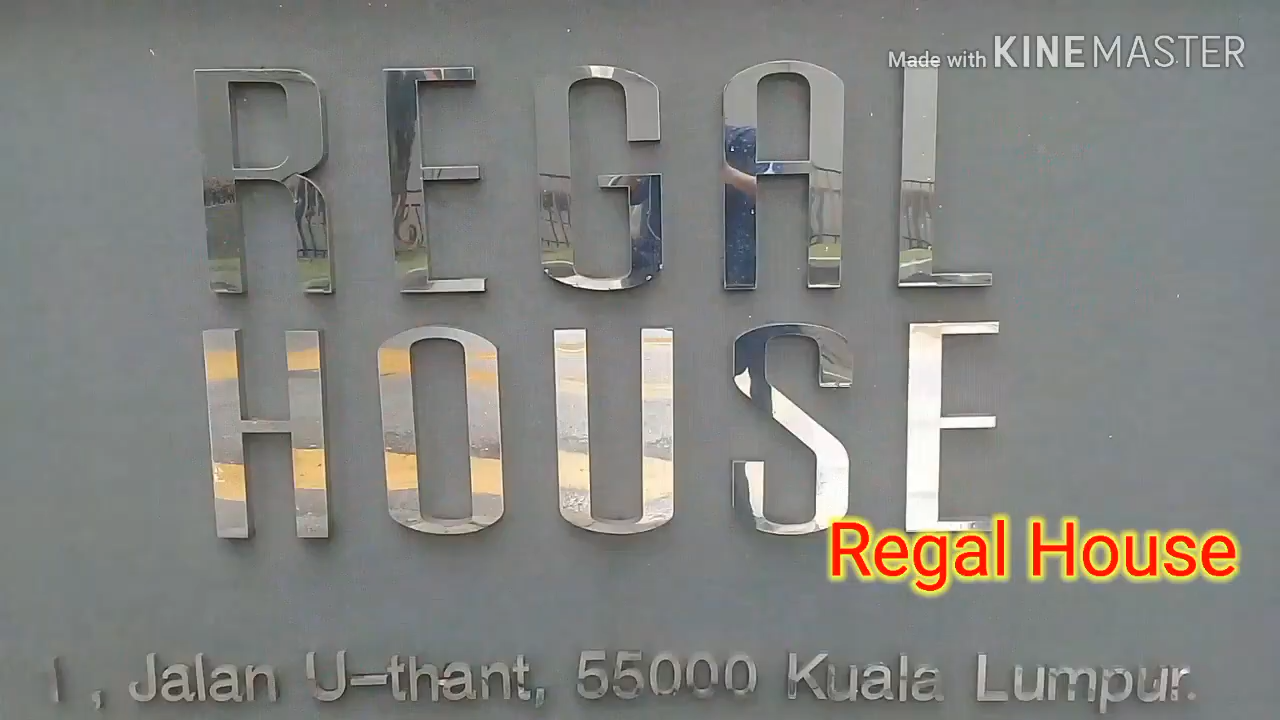 Made with KINEMASTER
REGAL
HOUSE
Regal House
1, Jalan U-thant, 55000 Kuala Lumpur.